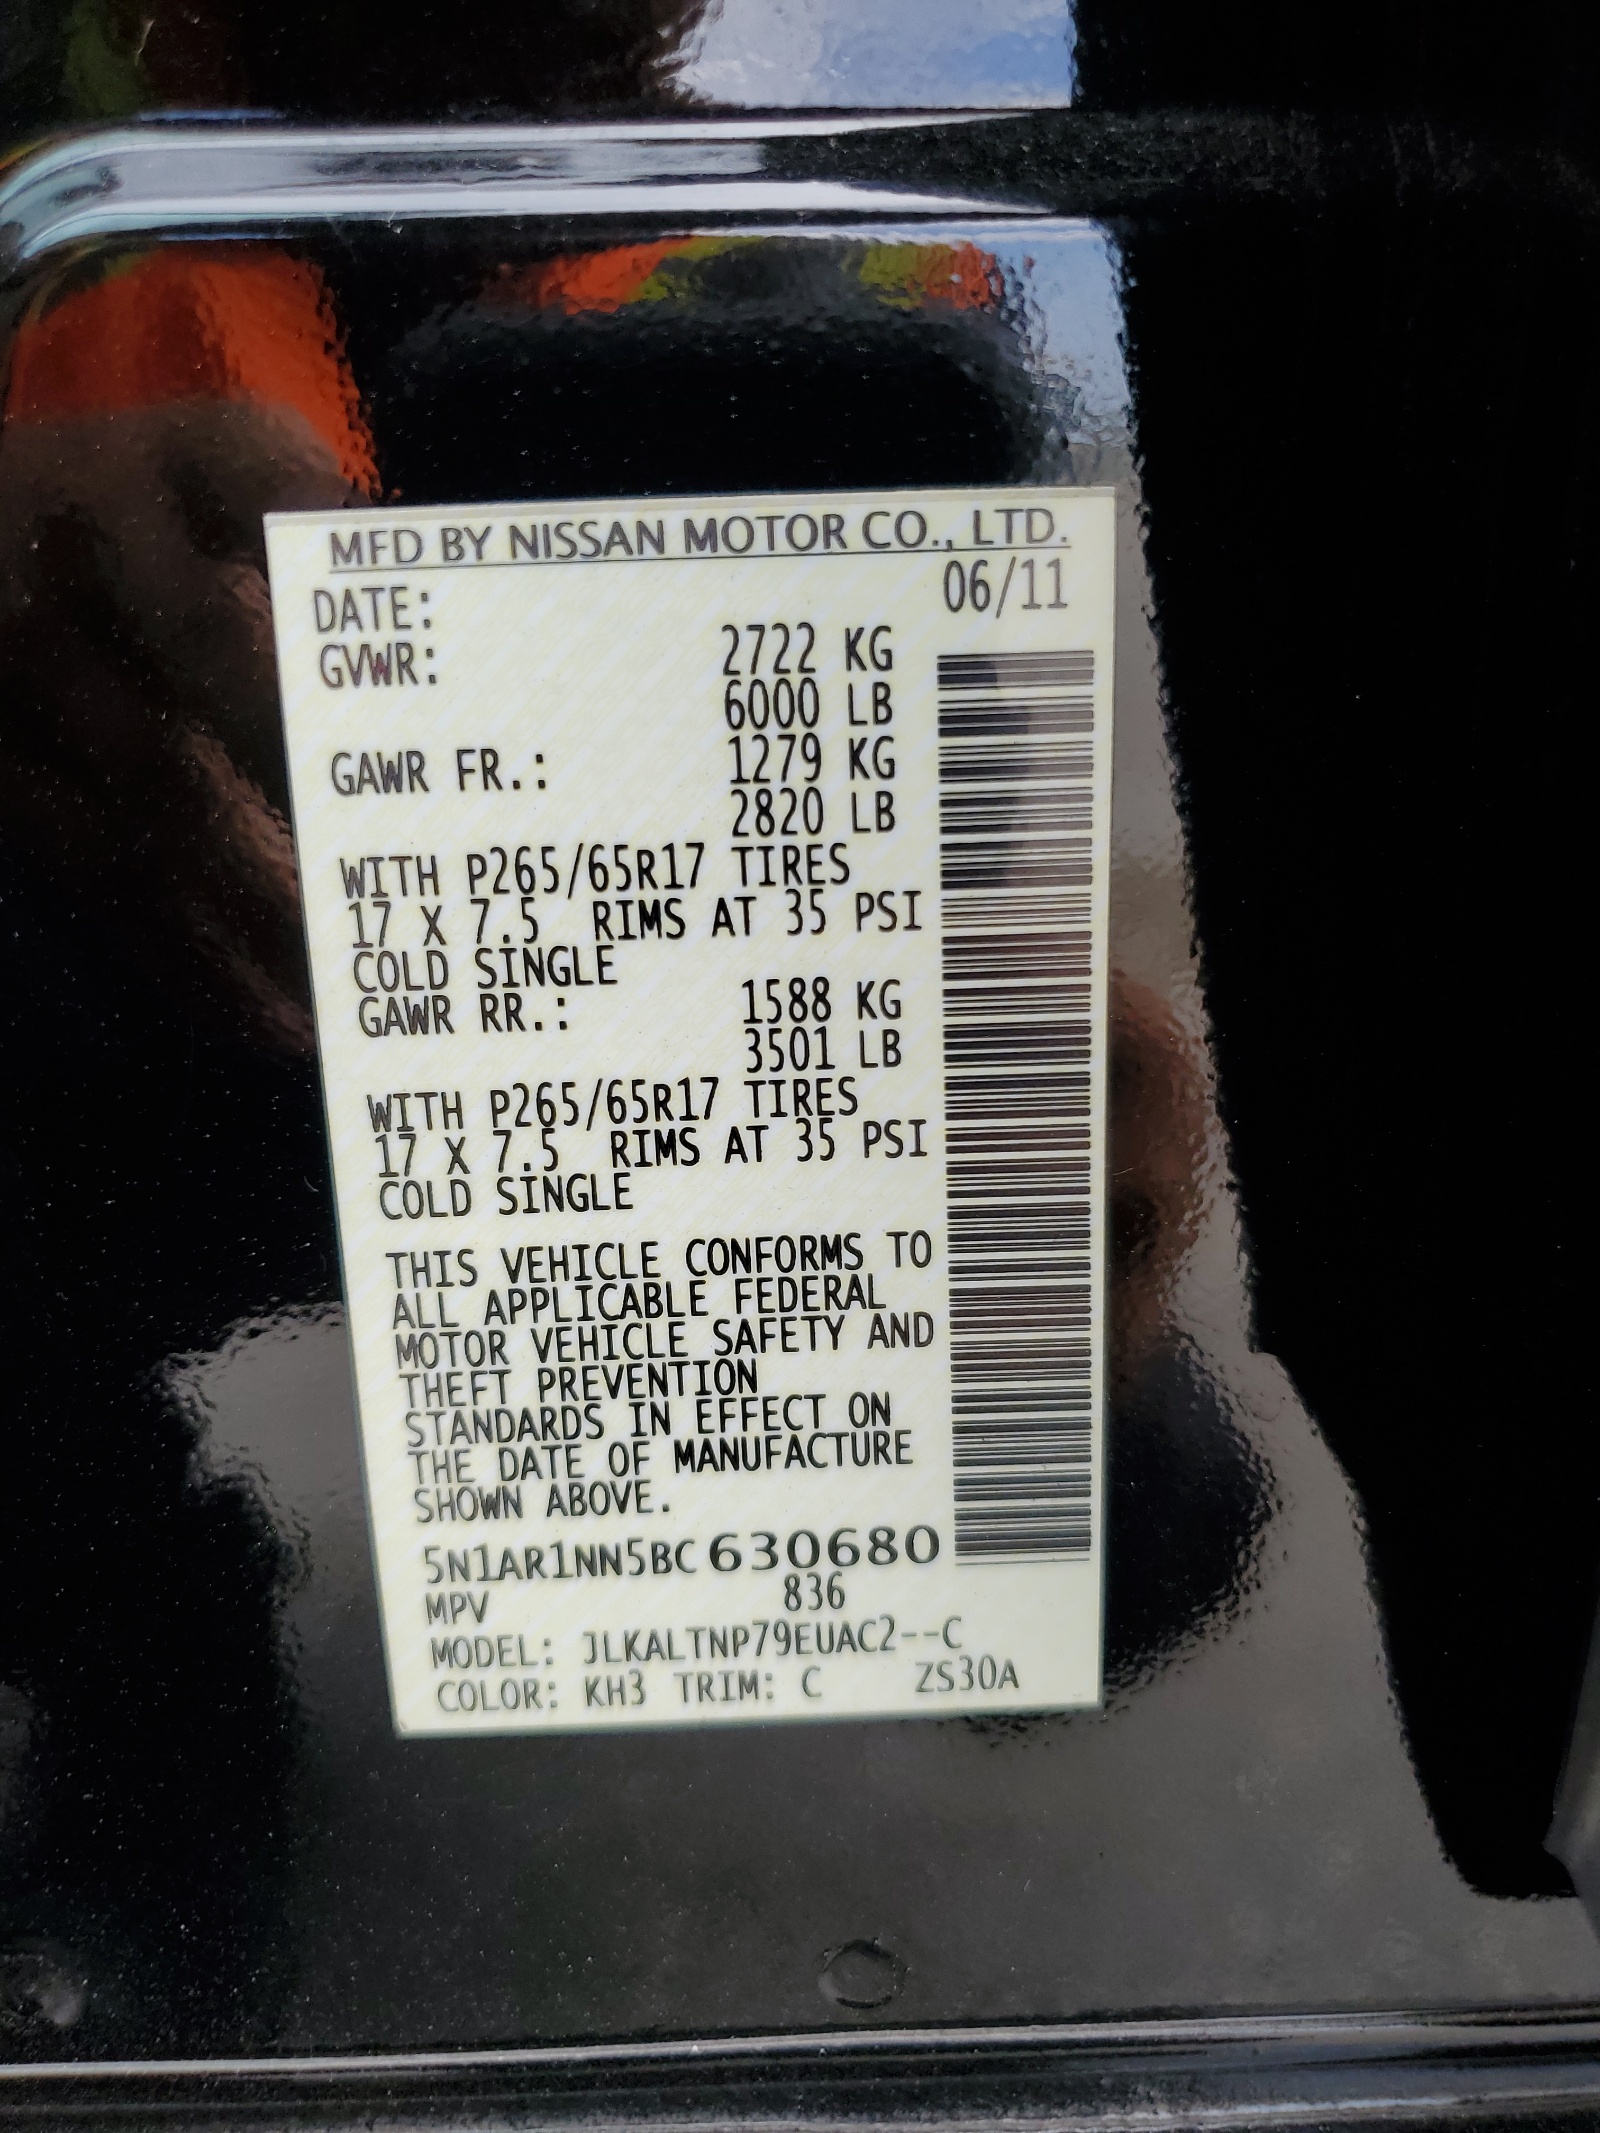 MFD BY NISSAN MOTOR CO., LTD.
DATE: 06/11
GVWR: 2722 KG
6000 LB
GAWR FR.: 1279 KG
2820 LB
WITH P265/65R17 TIRES
17 X 7.5 RIMS AT 35 PSI
COLD SINGLE
GAWR RR.: 1588 KG
3501 LB
WITH P265/65R17 TIRES
17 X 7.5 RIMS AT 35 PSI
COLD SINGLE
THIS VEHICLE CONFORMS TO
ALL APPLICABLE FEDERAL
MOTOR VEHICLE SAFETY AND
THEFT PREVENTION
STANDARDS IN EFFECT ON
THE DATE OF MANUFACTURE
SHOWN ABOVE.
5N1AR1NN5BC630680
MPV 836
MODEL: JLKALTNP79EUAC2--C
COLOR: KH3 TRIM: C ZS30A